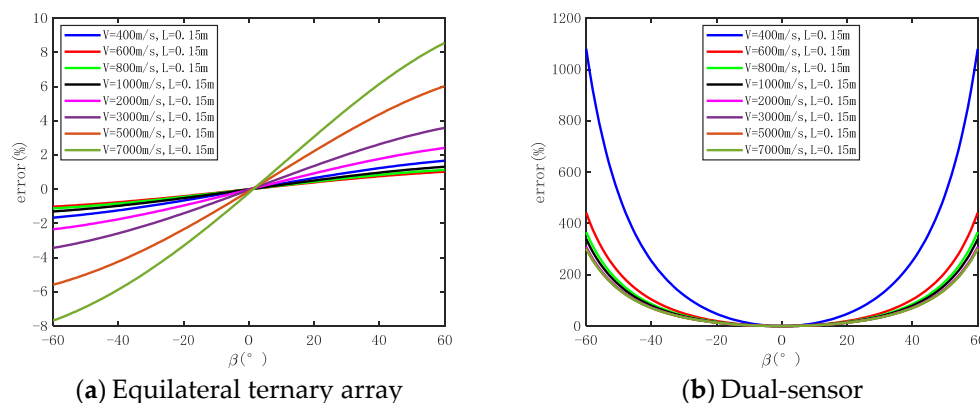 10
8
6
4
2
0
−2
−4
−6
−8
error(%)
V=400m/s, L=0.15m
V=600m/s, L=0.15m
V=800m/s, L=0.15m
V=1000m/s, L=0.15m
V=2000m/s, L=0.15m
V=3000m/s, L=0.15m
V=5000m/s, L=0.15m
V=7000m/s, L=0.15m
−60 −40 −20 0 20 40 60
β(°)
(a) Equilateral ternary array
1200
1000
800
600
400
200
0
error(%)
V=400m/s, L=0.15m
V=600m/s, L=0.15m
V=800m/s, L=0.15m
V=1000m/s, L=0.15m
V=2000m/s, L=0.15m
V=3000m/s, L=0.15m
V=5000m/s, L=0.15m
V=7000m/s, L=0.15m
−60 −40 −20 0 20 40 60
β(°)
(b) Dual-sensor